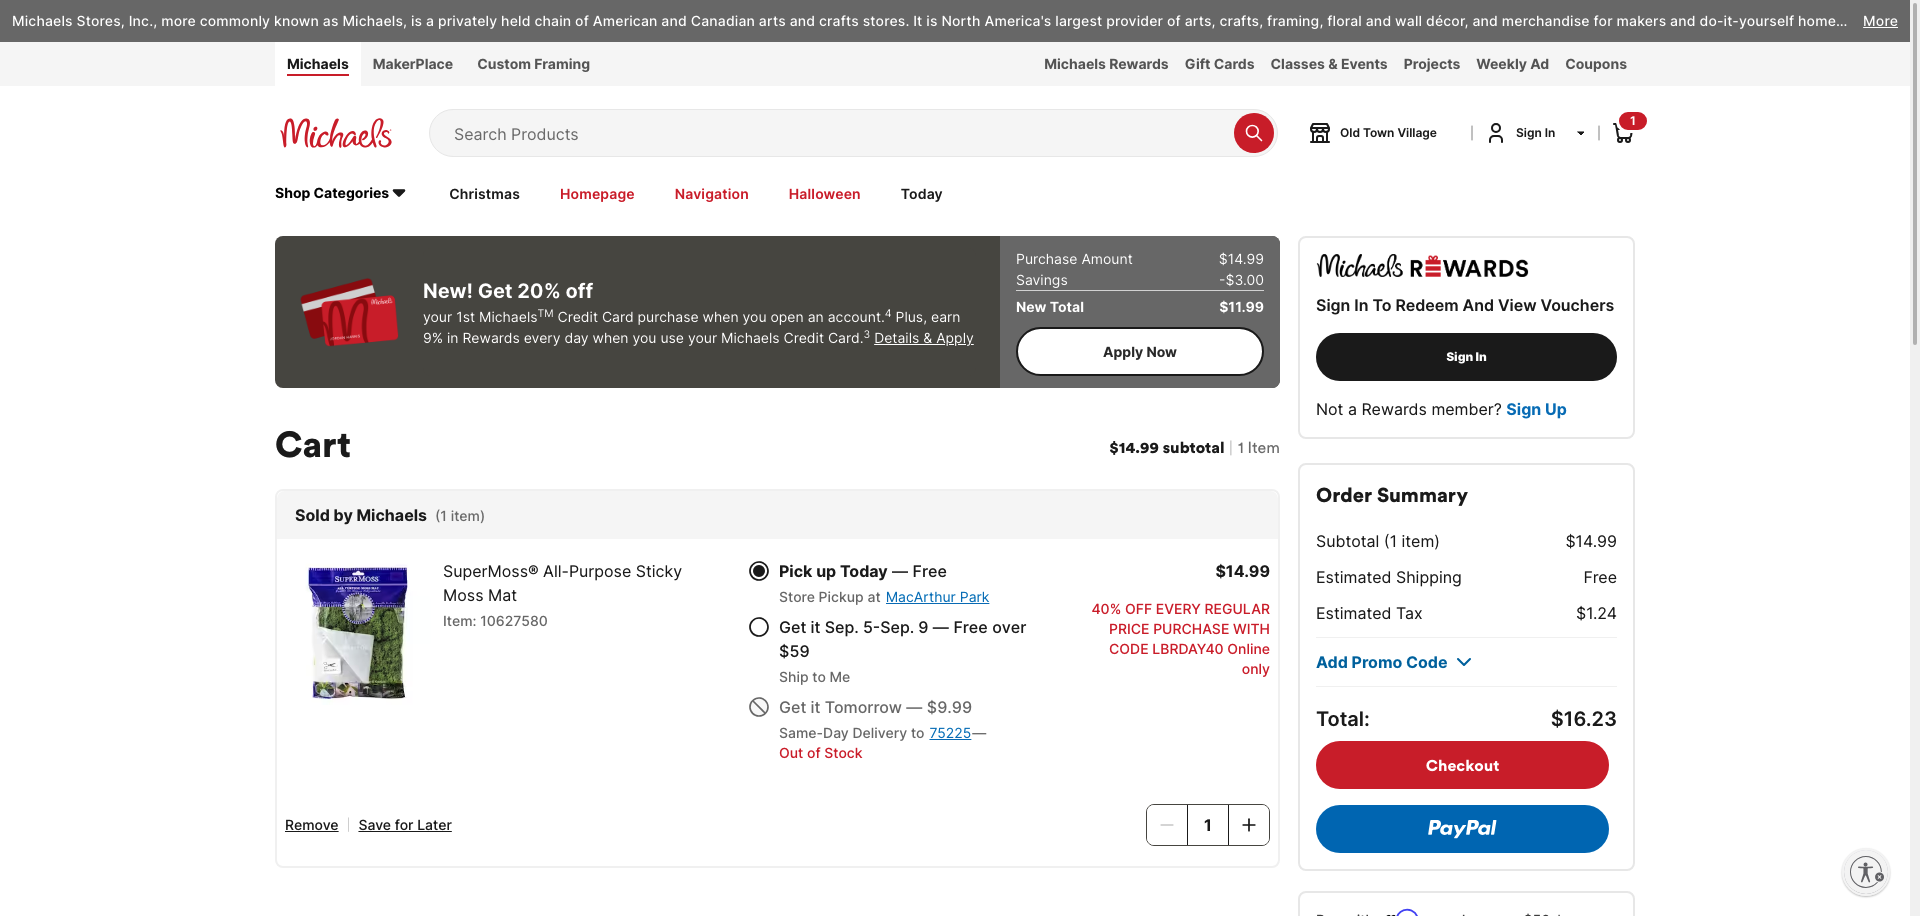 Michaels Stores, Inc., more commonly known as Michaels, is a privately held chain of American and Canadian arts and crafts stores. It is North America's largest provider of arts, crafts, framing, floral and wall décor, and merchandise for makers and do-it-yourself home... More
Michaels MakerPlace Custom Framing Michaels Rewards Gift Cards Classes & Events Projects Weekly Ad Coupons
Michaels Search Products Old Town Village Sign In 1
Shop Categories Christmas Homepage Navigation Halloween Today
New! Get 20% off
your 1st Michaels™ Credit Card purchase when you open an account.⁴ Plus, earn
9% in Rewards every day when you use your Michaels Credit Card.³ Details & Apply
Purchase Amount $14.99
Savings -$3.00
New Total $11.99
Apply Now
Michaels REWARDS
Sign In To Redeem And View Vouchers
Sign In
Not a Rewards member? Sign Up
Cart
$14.99 subtotal 1 Item
Sold by Michaels (1 item)
SUPERMOSS
SuperMoss® All-Purpose Sticky
Moss Mat
Item: 10627580
Pick up Today — Free
Store Pickup at MacArthur Park
Get it Sep. 5-Sep. 9 — Free over
$59
Ship to Me
Get it Tomorrow — $9.99
Same-Day Delivery to 75225—
Out of Stock
$14.99
40% OFF EVERY REGULAR
PRICE PURCHASE WITH
CODE LBRDAY40 Online
only
Remove Save for Later
1
Order Summary
Subtotal (1 item) $14.99
Estimated Shipping Free
Estimated Tax $1.24
Add Promo Code
Total: $16.23
Checkout
PayPal